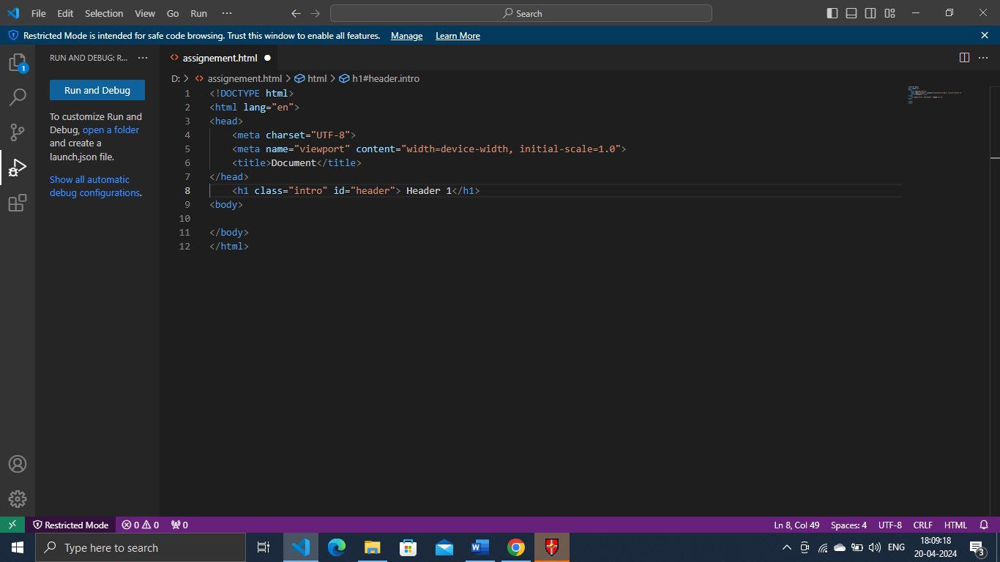 File Edit Selection View Go Run ··· Search
Restricted Mode is intended for safe code browsing. Trust this window to enable all features. Manage Learn More
1
RUN AND DEBUG: R... ···
Run and Debug
To customize Run and
Debug, open a folder
and create a
launch.json file.
Show all automatic
debug configurations.
<> assignement.html
D: > <> assignement.html > html > h1#header.intro
1 <!DOCTYPE html>
2 <html lang="en">
3 <head>
4     <meta charset="UTF-8">
5     <meta name="viewport" content="width=device-width, initial-scale=1.0">
6     <title>Document</title>
7 </head>
8     <h1 class="intro" id="header"> Header 1</h1>
9 <body>
10
11 </body>
12 </html>
Restricted Mode 0 0 0 Ln 8, Col 49 Spaces: 4 UTF-8 CRLF HTML
Type here to search W ENG 18:09:18
20-04-2024
3